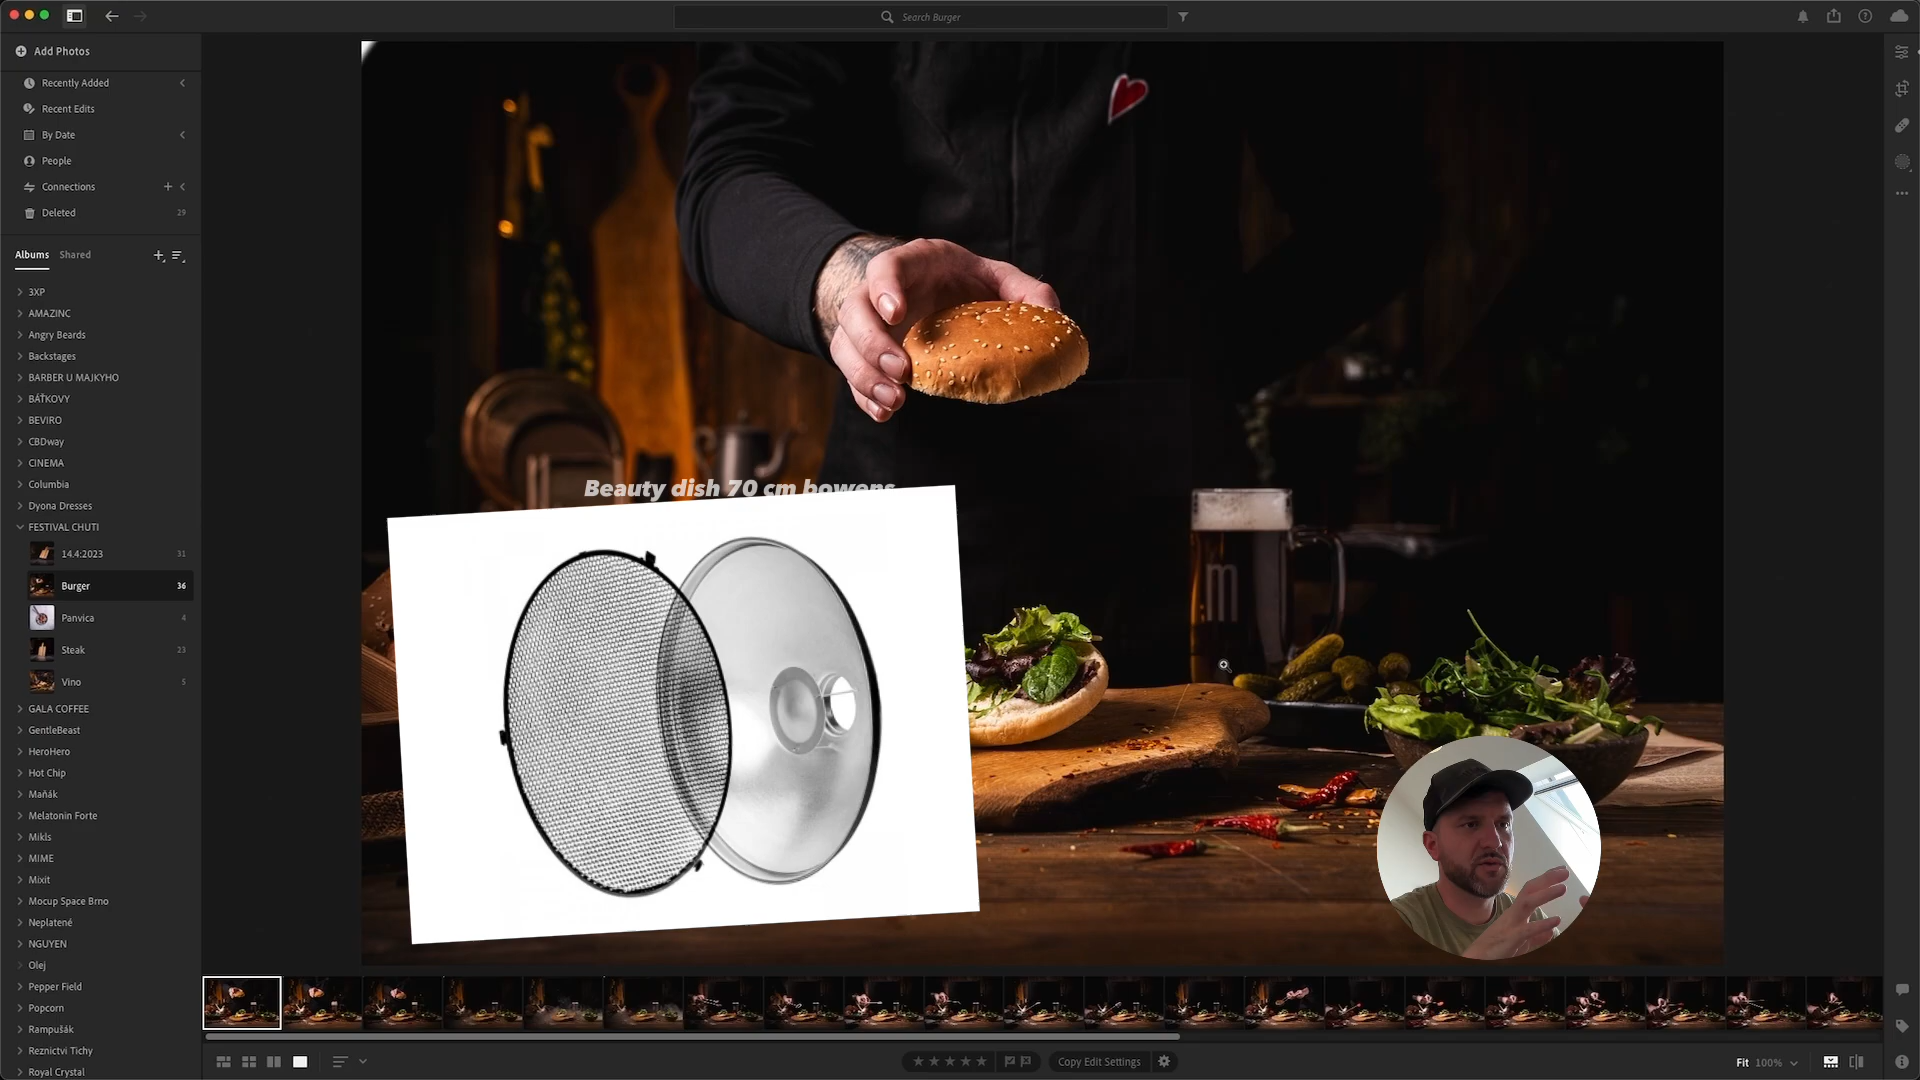 Search Burger
Add Photos
Recently Added
Recent Edits
By Date
People
Connections
Deleted 29
Albums Shared
3XP
AMAZINC
Angry Beards
Backstages
BARBER U MAJKYHO
BÁŤKOVY
BEVIRO
CBDway
CINEMA
Columbia
Dyona Dresses
FESTIVAL CHUTI
14.4:2023 31
Burger 36
Panvica 4
Steak 23
Vino 5
GALA COFFEE
GentleBeast
HeroHero
Hot Chip
Maňák
Melatonin Forte
Mikls
MIME
Mixit
Mocup Space Brno
Neplatené
NGUYEN
Olej
Pepper Field
Popcorn
Rampušák
Reznictvi Tichy
Royal Crystal
Beauty dish 70 cm bowens
m
Copy Edit Settings
Fit 100%